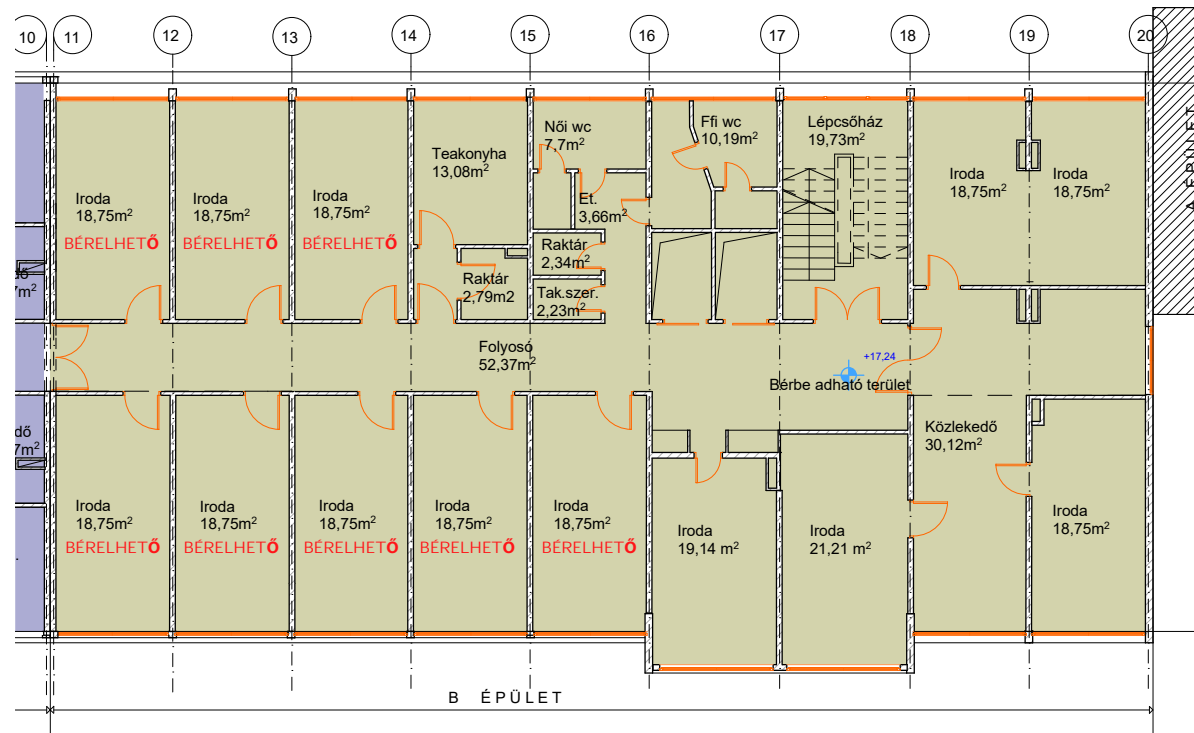 10
11
12
13
14
15
16
17
18
19
20
A ÉPÜLET
Női wc
7,7m²
Ffi wc
10,19m²
Lépcsőház
19,73m²
Teakonyha
13,08m²
Iroda
18,75m²
BÉRELHETŐ
Iroda
18,75m²
BÉRELHETŐ
Iroda
18,75m²
BÉRELHETŐ
Et.
3,66m²
Iroda
18,75m²
Iroda
18,75m²
Raktár
2,34m²
Raktár
2,79m2
Tak.szer.
2,23m²
dő
7m²
Folyosó
52,37m²
+17,24
Bérbe adható terület
dő
7m²
Közlekedő
30,12m²
Iroda
18,75m²
BÉRELHETŐ
Iroda
18,75m²
BÉRELHETŐ
Iroda
18,75m²
BÉRELHETŐ
Iroda
18,75m²
BÉRELHETŐ
Iroda
18,75m²
BÉRELHETŐ
Iroda
19,14 m²
Iroda
21,21 m²
Iroda
18,75m²
B ÉPÜLET